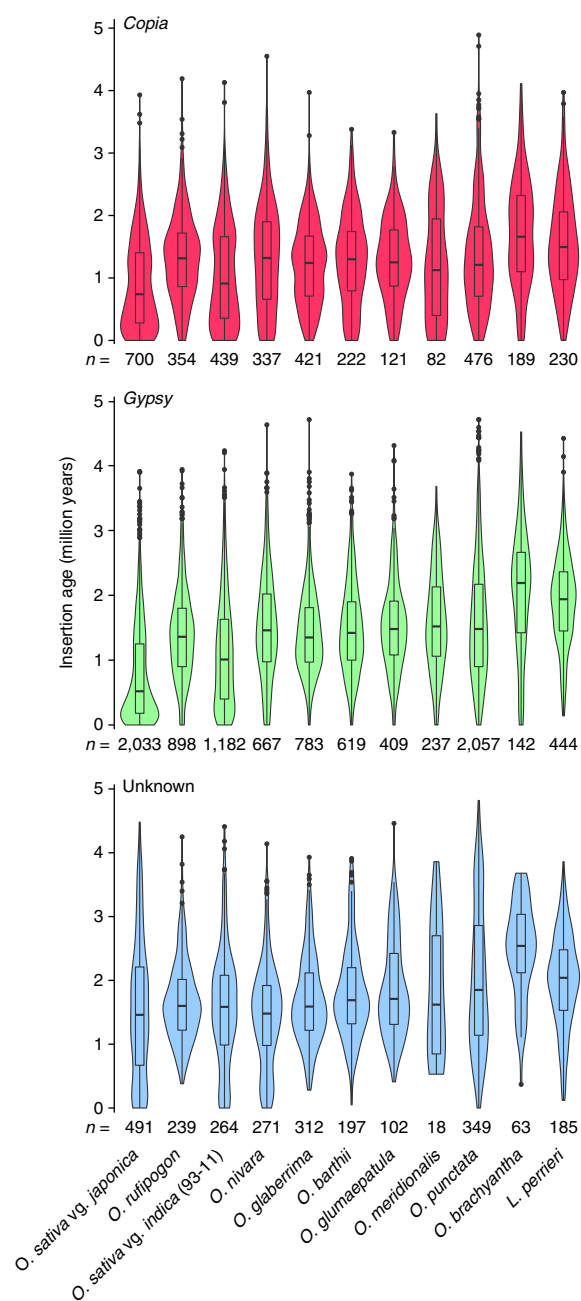 Copia
5
4
3
2
1
0
n = 700 354 439 337 421 222 121 82 476 189 230
Gypsy
5
4
3
2
1
0
Insertion age (million years)
n = 2,033 898 1,182 667 783 619 409 237 2,057 142 444
Unknown
5
4
3
2
1
0
n = 491 239 264 271 312 197 102 18 349 63 185
O. sativa vg. japonica
O. rufipogon
O. sativa vg. indica (93-11)
O. nivara
O. glaberrima
O. barthii
O. glumaepatula
O. meridionalis
O. punctata
O. brachyantha
L. perrieri